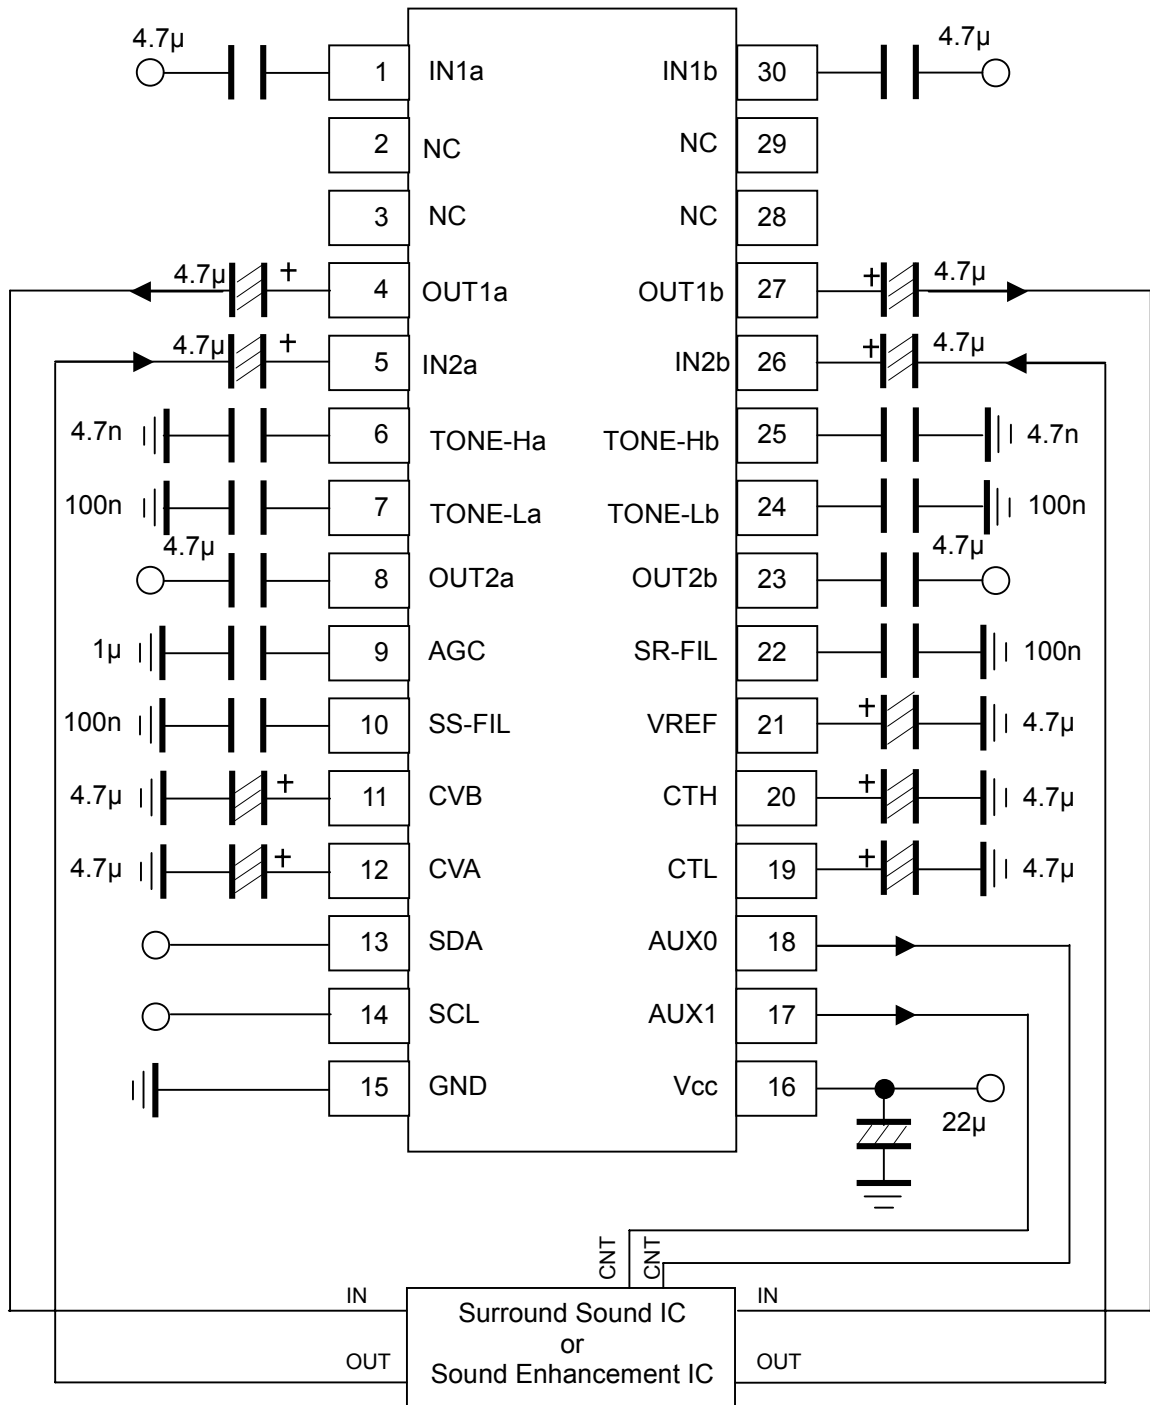 4.7µ 1 IN1a IN1b 30 4.7µ
2 NC NC 29
3 NC NC 28
4.7µ + 4 OUT1a OUT1b 27 + 4.7µ
4.7µ + 5 IN2a IN2b 26 + 4.7µ
4.7n 6 TONE-Ha TONE-Hb 25 4.7n
100n 7 TONE-La TONE-Lb 24 100n
4.7µ 8 OUT2a OUT2b 23 4.7µ
1µ 9 AGC SR-FIL 22 100n
100n 10 SS-FIL VREF 21 + 4.7µ
4.7µ + 11 CVB CTH 20 + 4.7µ
4.7µ + 12 CVA CTL 19 + 4.7µ
13 SDA AUX0 18
14 SCL AUX1 17
15 GND Vcc 16
22µ
CNT CNT
IN Surround Sound IC IN
or
OUT Sound Enhancement IC OUT